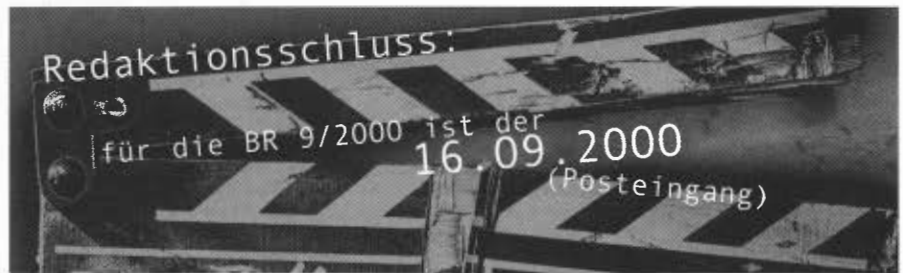 Redaktionsschluss:
für die BR 9/2000 ist der
16.09.2000
(Posteingang)